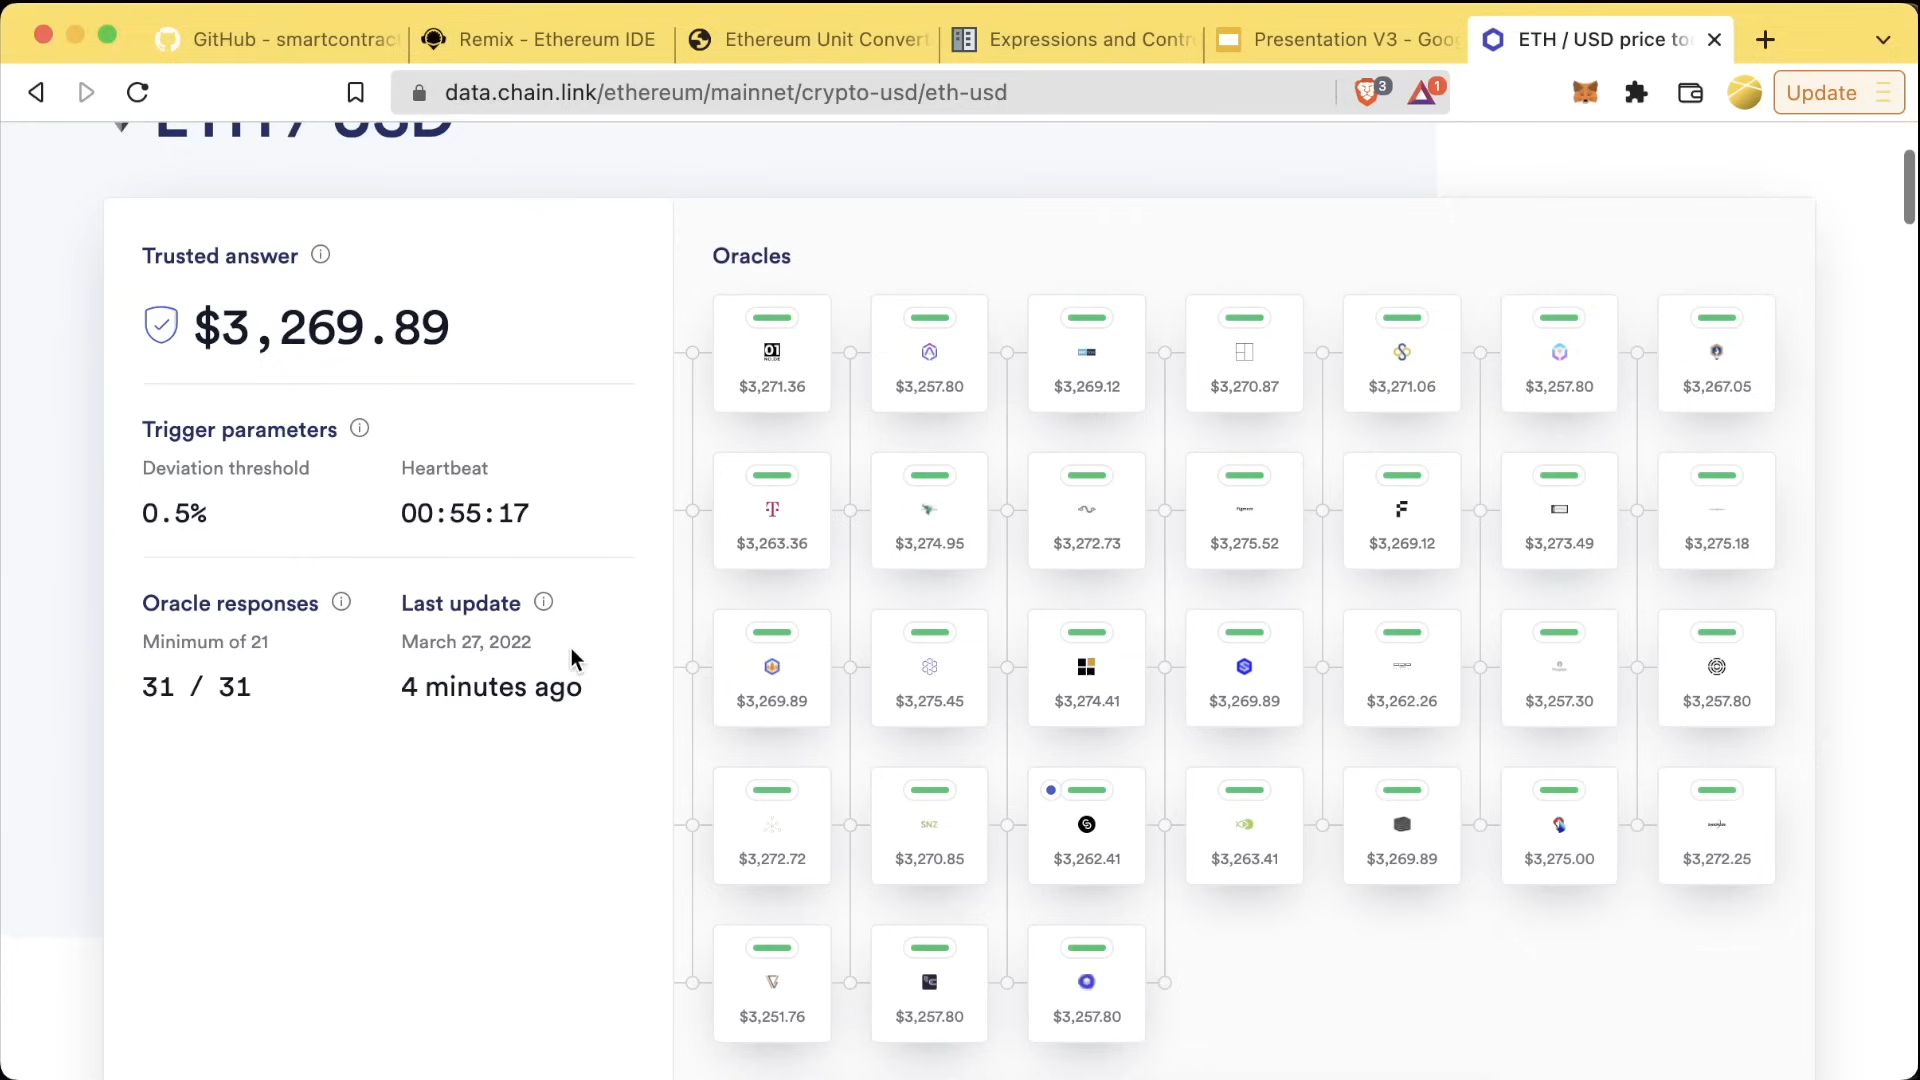 GitHub - smartcontrac
Remix - Ethereum IDE
Ethereum Unit Convert
Expressions and Contr
Presentation V3 - Goo
ETH / USD price to
data.chain.link/ethereum/mainnet/crypto-usd/eth-usd
3
1
Update
ETH / USD
Trusted answer
$3,269.89
Trigger parameters
Deviation threshold
Heartbeat
0.5%
00:55:17
Oracle responses
Last update
Minimum of 21
March 27, 2022
31 / 31
4 minutes ago
Oracles
01
$3,271.36
$3,257.80
$3,269.12
$3,270.87
$3,271.06
$3,257.80
$3,267.05
T
$3,263.36
$3,274.95
$3,272.73
$3,275.52
$3,269.12
$3,273.49
$3,275.18
$3,269.89
$3,275.45
$3,274.41
$3,269.89
$3,262.26
$3,257.30
$3,257.80
$3,272.72
SNZ
$3,270.85
$3,262.41
$3,263.41
$3,269.89
$3,275.00
$3,272.25
$3,251.76
$3,257.80
$3,257.80